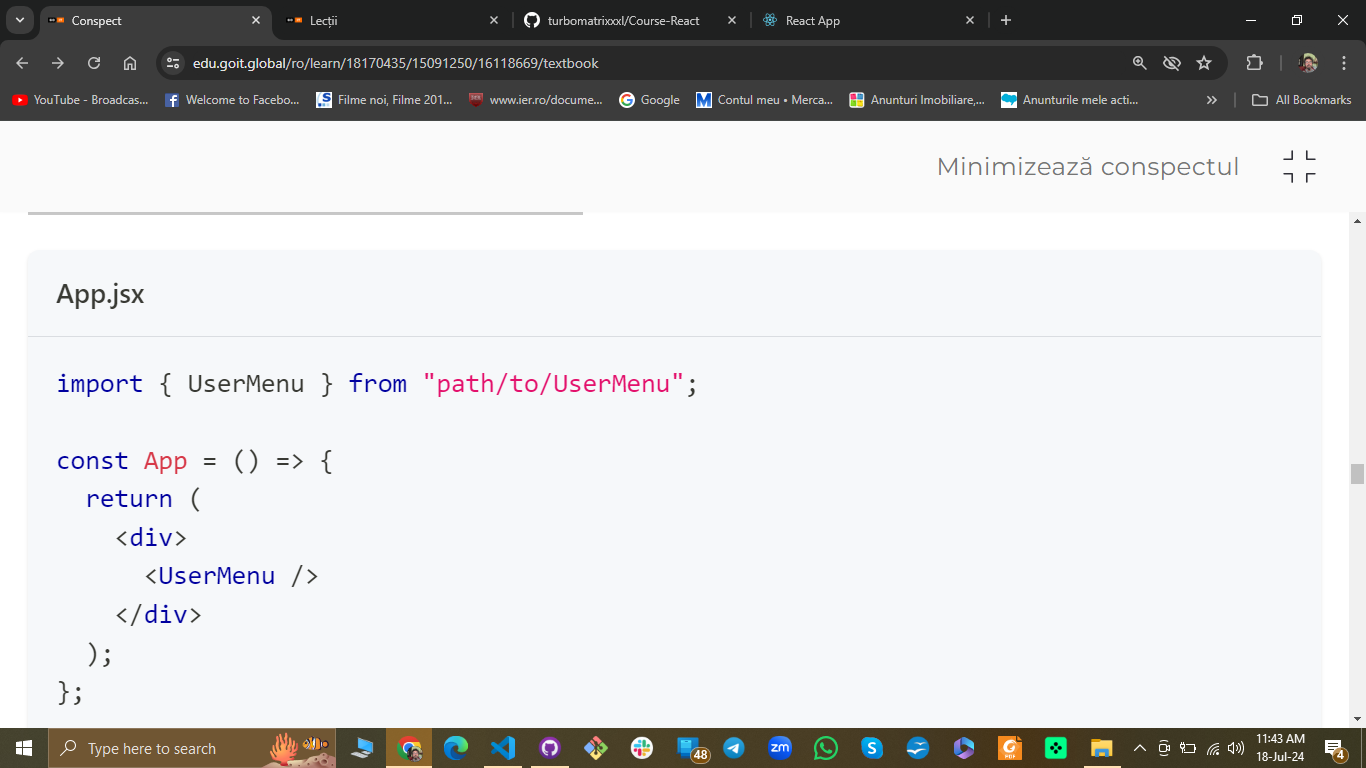 Conspect
Lecții
turbomatrixxxl/Course-React
React App
edu.goit.global/ro/learn/18170435/15091250/16118669/textbook
YouTube - Broadcas...
Welcome to Facebo...
Filme noi, Filme 201...
www.ier.ro/docume...
Google
Contul meu • Merca...
Anunturi Imobiliare,...
Anunturile mele acti...
»
All Bookmarks
Minimizează conspectul
App.jsx
import { UserMenu } from "path/to/UserMenu";
const App = () => {
return (
<div>
<UserMenu />
</div>
);
};
Type here to search
48
zm
PDF
11:43 AM
18-Jul-24
4